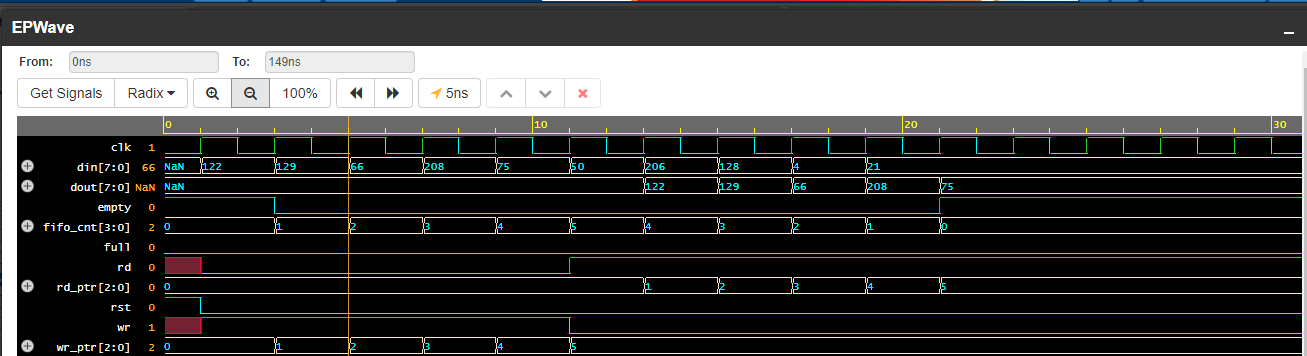 EPWave
From: 0ns To: 149ns
Get Signals Radix 100% 5ns
0 10 20 30
clk 1
din[7:0] 66 NaN 122 129 66 208 75 50 206 128 4 21
dout[7:0] NaN NaN 122 129 66 208 75
empty 0
fifo_cnt[3:0] 2 0 1 2 3 4 5 4 3 2 1 0
full 0
rd 0
rd_ptr[2:0] 0 0 1 2 3 4 5
rst 0
wr 1
wr_ptr[2:0] 2 0 1 2 3 4 5